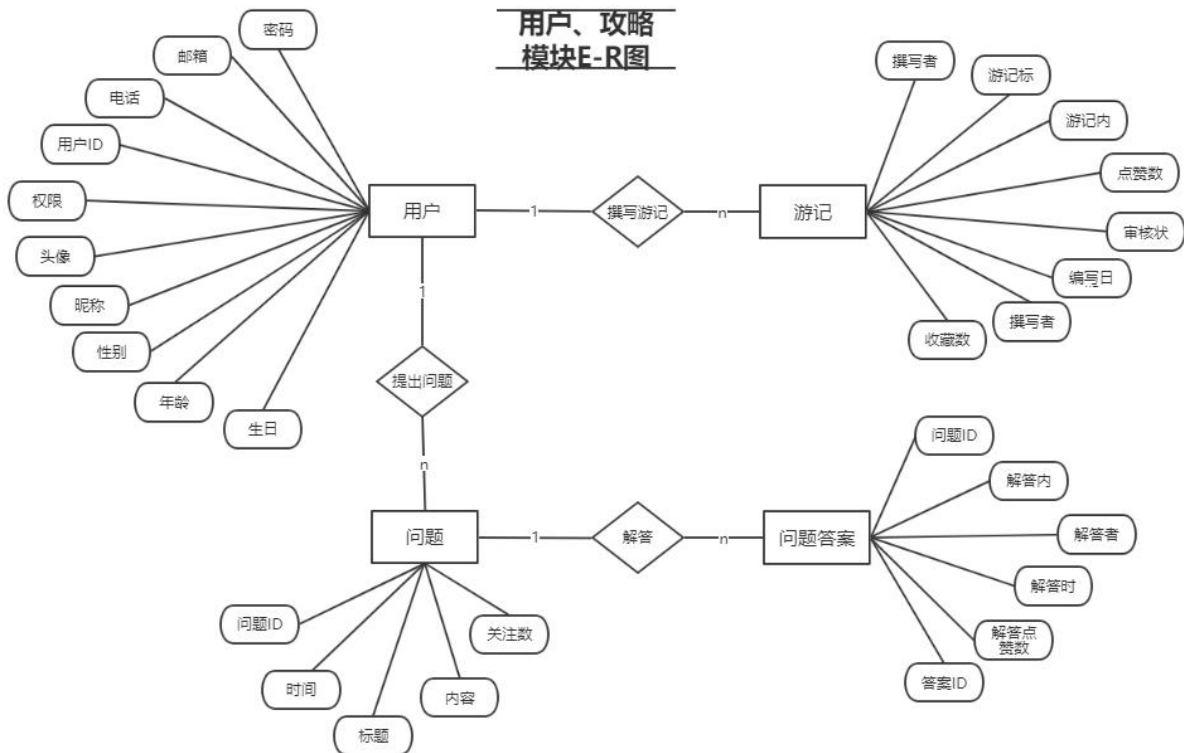 用户、攻略
模块E-R图
密码
邮箱
电话
用户ID
权限
头像
昵称
性别
年龄
生日
用户
1
撰写游记
n
游记
撰写者
游记标
游记内
点赞数
审核状
编写日
撰写者
收藏数
1
提出问题
n
问题
1
解答
n
问题答案
问题ID
时间
标题
内容
关注数
问题ID
解答内
解答者
解答时
解答点
赞数
答案ID